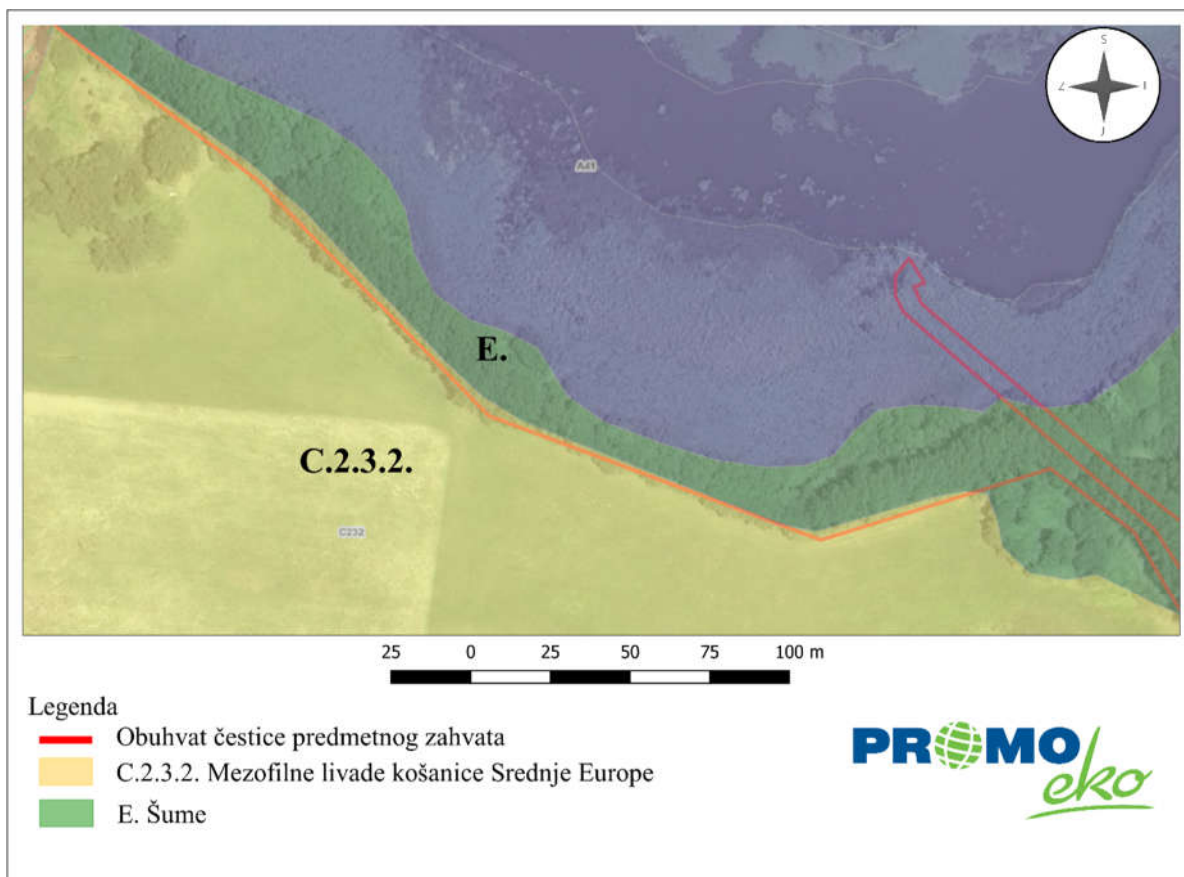 S
Z I
J
A41
E.
C.2.3.2.
C232
25 0 25 50 75 100 m
Legenda
Obuhvat čestice predmetnog zahvata
C.2.3.2. Mezofilne livade košanice Srednje Europe
E. Šume
PROMO
eko